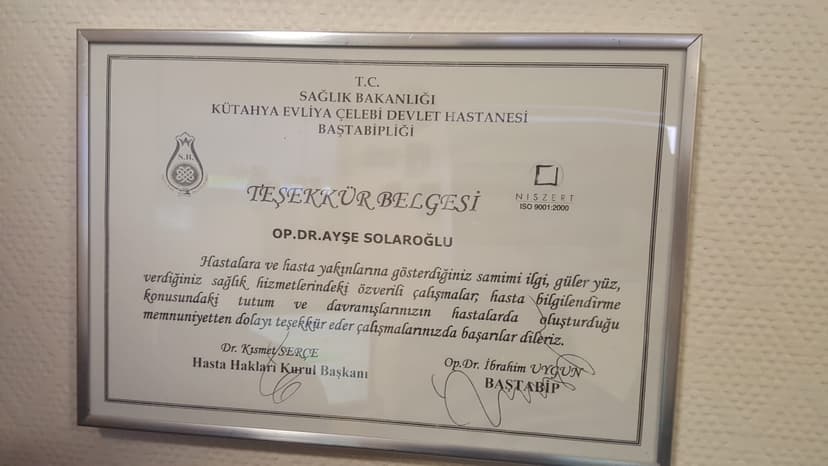 T.C.
SAĞLIK BAKANLIĞI
KÜTAHYA EVLİYA ÇELEBİ DEVLET HASTANESİ
BAŞTABİPLİĞİ
S.H.
NISZERT
ISO 9001:2000
TEŞEKKÜR BELGESİ
OP.DR.AYŞE SOLAROĞLU
Hastalara ve hasta yakınlarına gösterdiğiniz samimi ilgi, güler yüz,
verdiğiniz sağlık hizmetlerindeki özverili çalışmalar, hasta bilgilendirme
konusundaki tutum ve davranışlarınızın hastalarda oluşturduğu
memnuniyetten dolayı teşekkür eder çalışmalarınızda başarılar dileriz.
Dr. Kısmet SERÇE
Hasta Hakları Kurul Başkanı
Op.Dr. İbrahim UYGUN
BAŞTABİP